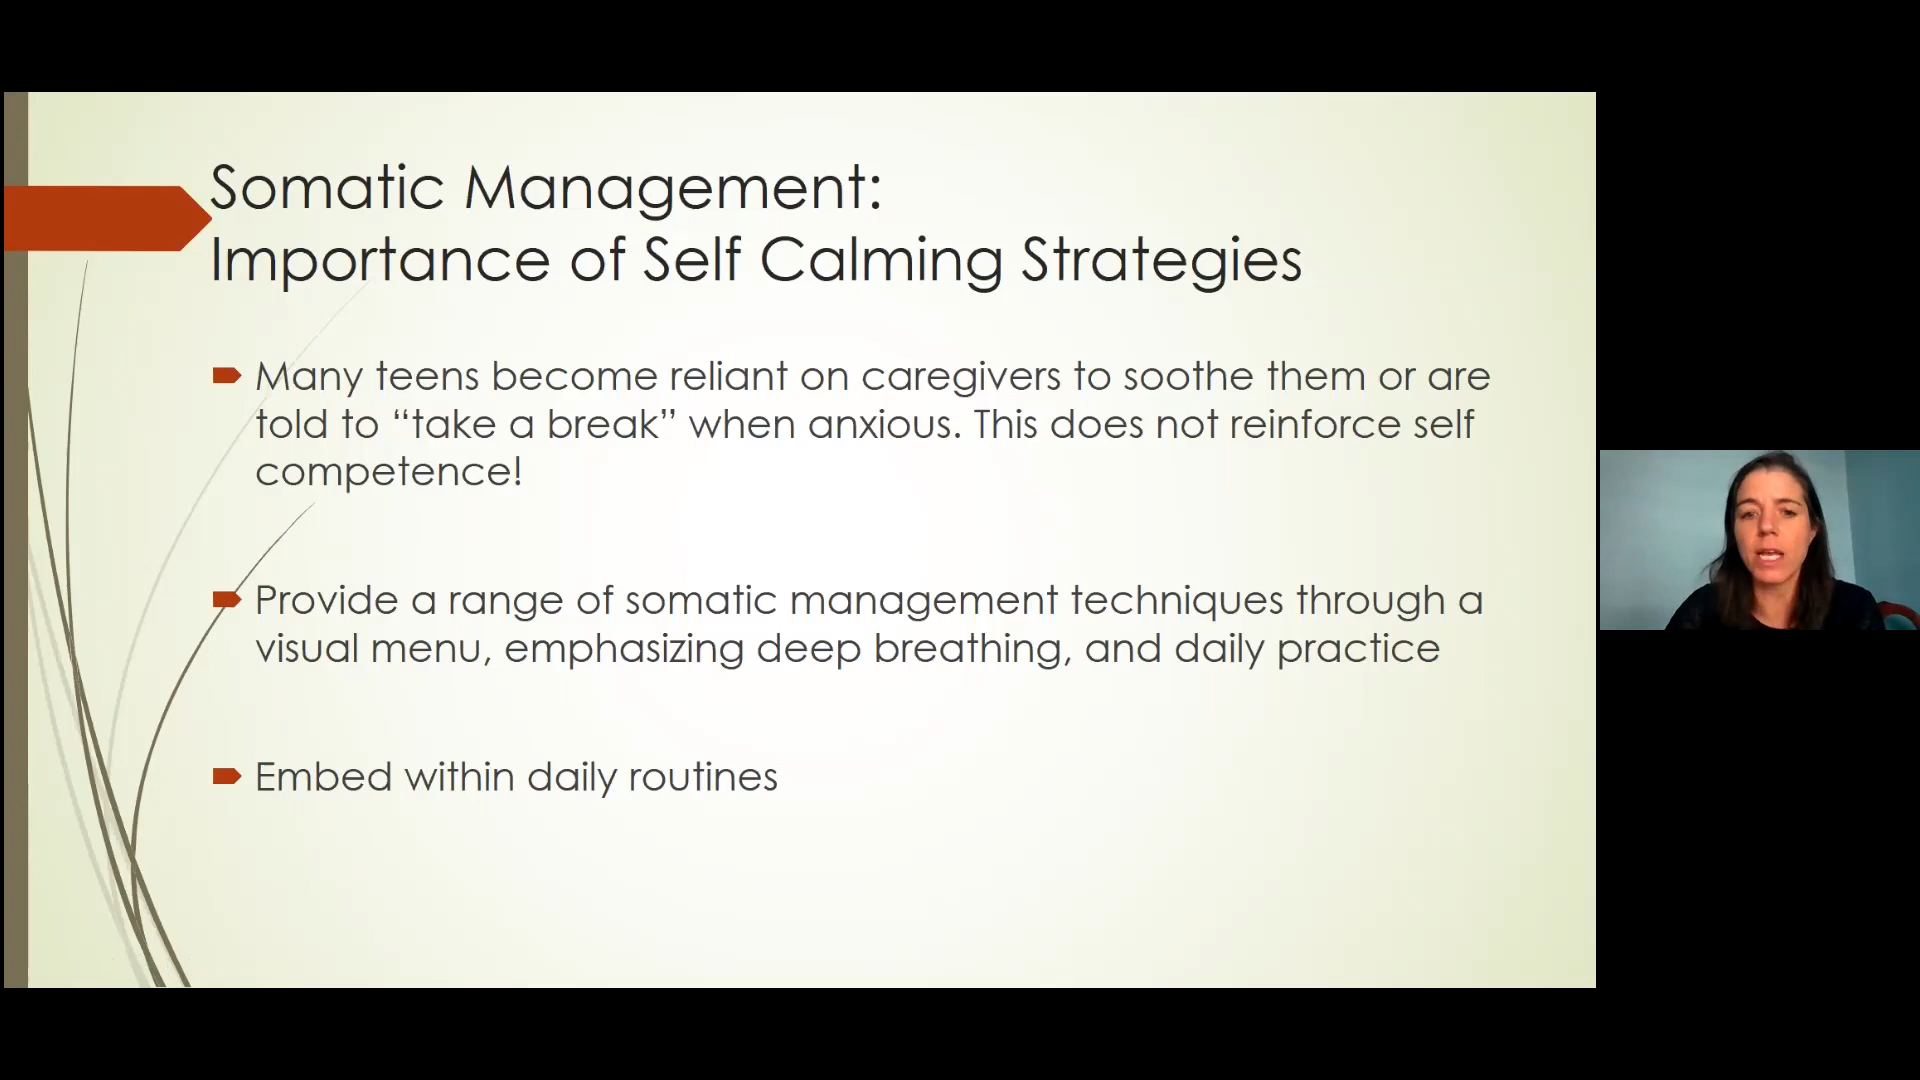 Somatic Management:
Importance of Self Calming Strategies
Many teens become reliant on caregivers to soothe them or are
told to “take a break” when anxious. This does not reinforce self
competence!
Provide a range of somatic management techniques through a
visual menu, emphasizing deep breathing, and daily practice
Embed within daily routines